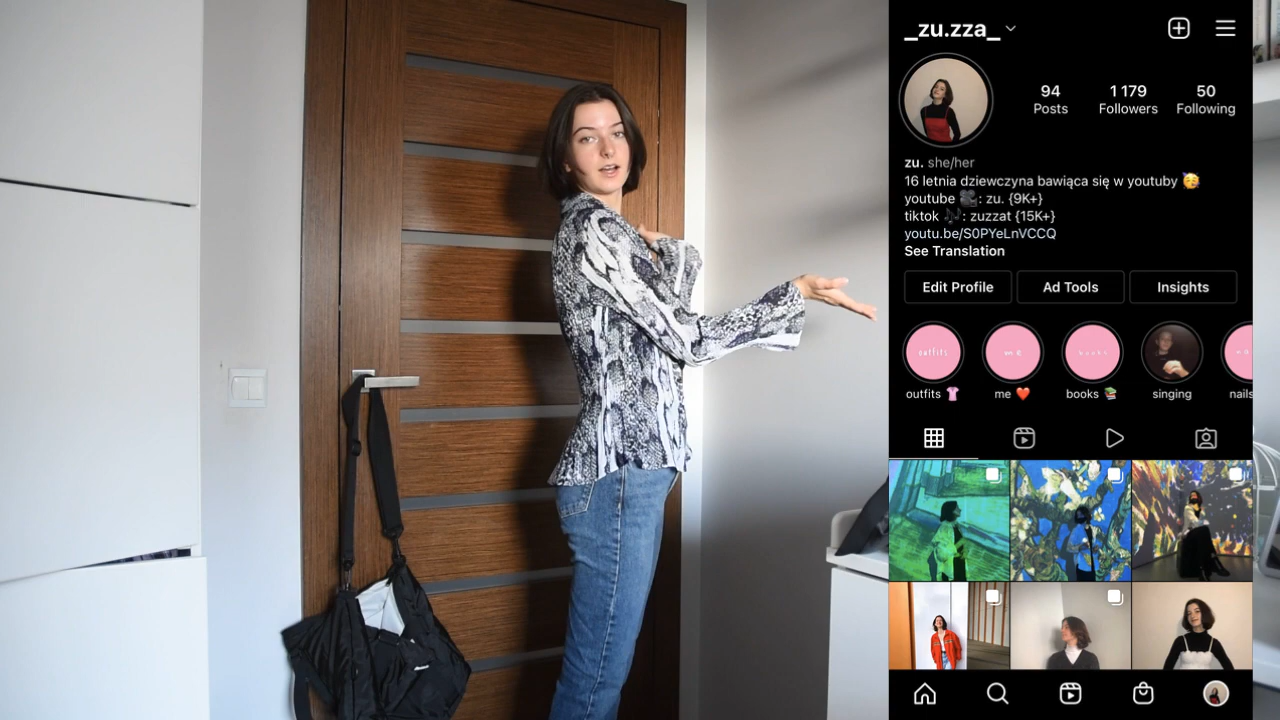 _zu.zza_
94
1 179
50
Posts
Followers
Following
zu. she/her
16 letnia dziewczyna bawiąca się w youtuby 🥳
youtube 🎥: zu. {9K+}
tiktok 🎶: zuzzat {15K+}
youtu.be/S0PYeLnVCCQ
See Translation
Edit Profile
Ad Tools
Insights
outfits
me
books
outfits 👚
me ❤️
books 📚
singing
nails